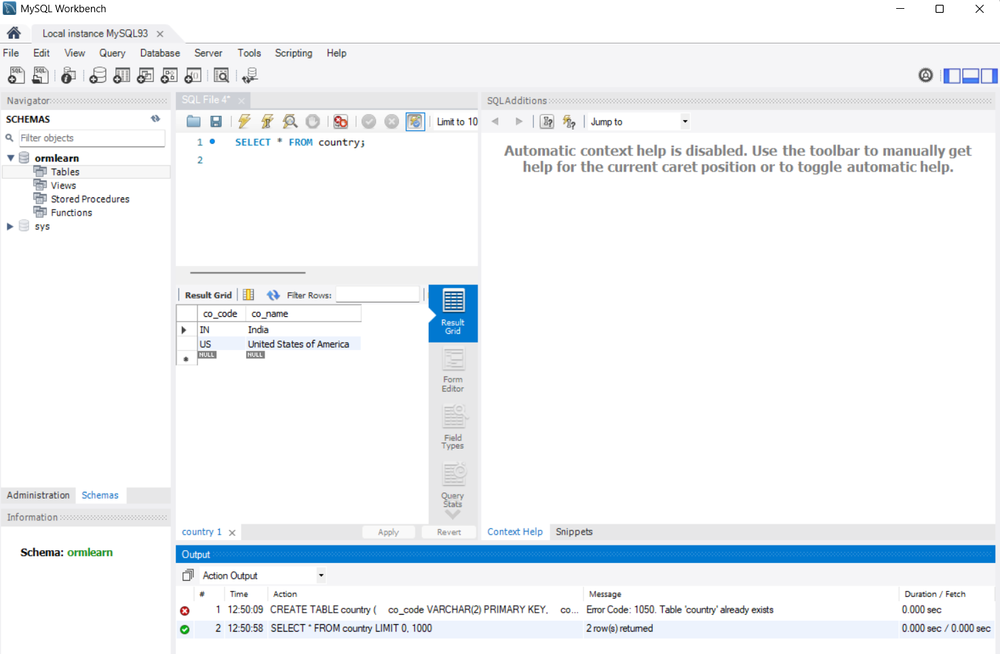 MySQL Workbench
Local instance MySQL93
File Edit View Query Database Server Tools Scripting Help
Navigator
SCHEMAS
Filter objects
ormlearn
Tables
Views
Stored Procedures
Functions
sys
Administration Schemas
Information
Schema: ormlearn
SQL File 4*
Limit to 10
1 SELECT * FROM country;
2
Result Grid Filter Rows:
co_code co_name
IN India
US United States of America
NULL NULL
Result
Grid
Form
Editor
Field
Types
Query
Stats
country 1 Apply Revert
SQLAdditions
Jump to
Automatic context help is disabled. Use the toolbar to manually get
help for the current caret position or to toggle automatic help.
Context Help Snippets
Output
Action Output
# Time Action Message Duration / Fetch
1 12:50:09 CREATE TABLE country ( co_code VARCHAR(2) PRIMARY KEY, co... Error Code: 1050. Table 'country' already exists 0.000 sec
2 12:50:58 SELECT * FROM country LIMIT 0, 1000 2 row(s) returned 0.000 sec / 0.000 sec